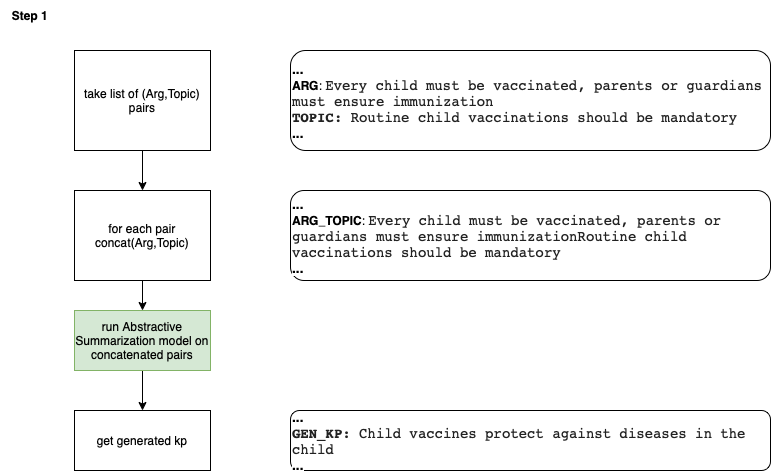 Step 1
take list of (Arg,Topic)
pairs
...
ARG: Every child must be vaccinated, parents or guardians
must ensure immunization
TOPIC: Routine child vaccinations should be mandatory
...
for each pair
concat(Arg,Topic)
...
ARG_TOPIC: Every child must be vaccinated, parents or
guardians must ensure immunizationRoutine child
vaccinations should be mandatory
...
run Abstractive
Summarization model on
concatenated pairs
get generated kp
...
GEN_KP: Child vaccines protect against diseases in the
child
...